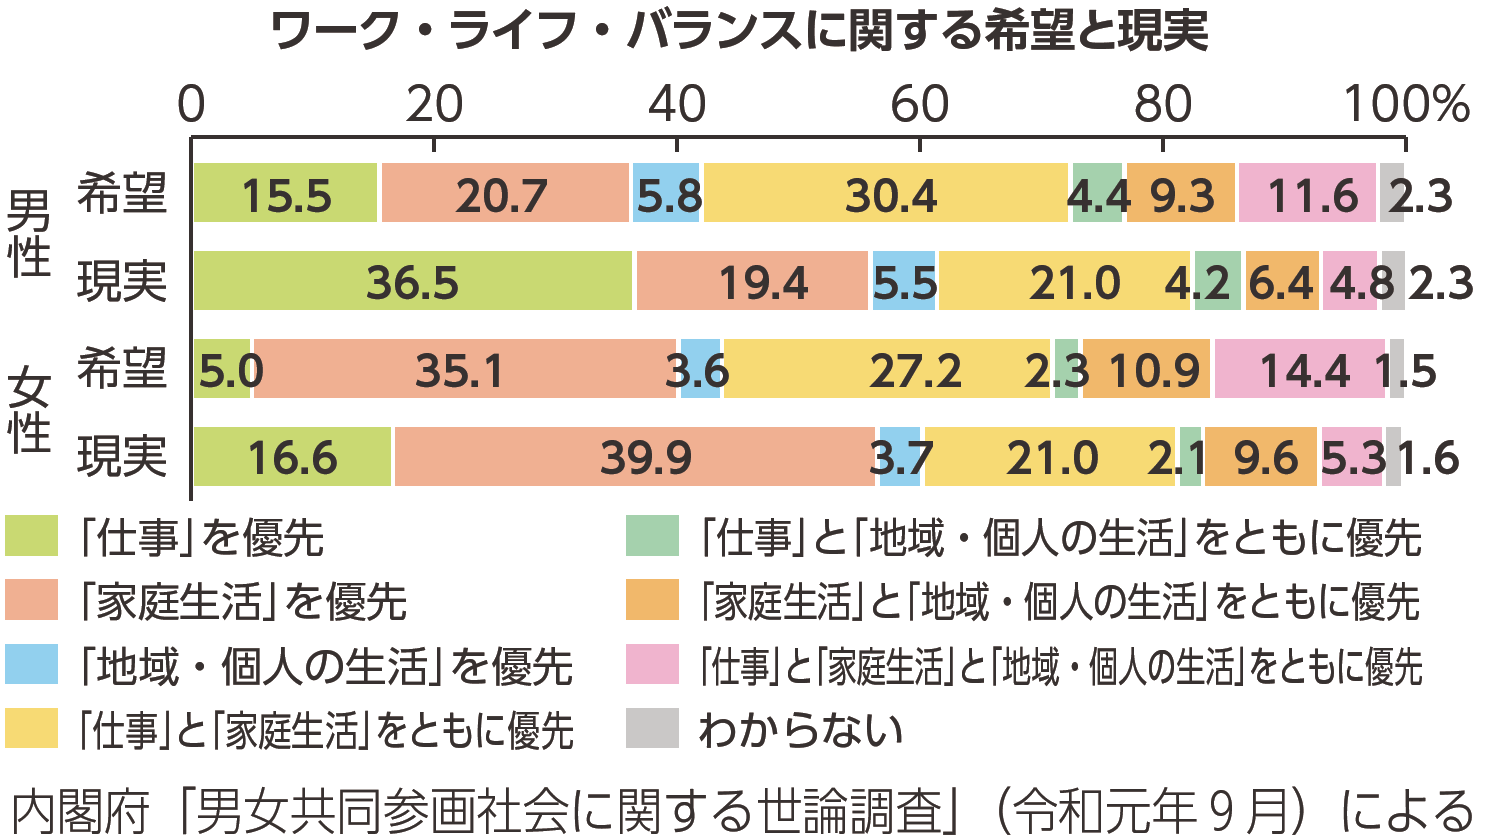 ワーク・ライフ・バランスに関する希望と現実
0 20 40 60 80 100%
男性
希望 15.5 20.7 5.8 30.4 4.4 9.3 11.6 2.3
現実 36.5 19.4 5.5 21.0 4.2 6.4 4.8 2.3
女性
希望 5.0 35.1 3.6 27.2 2.3 10.9 14.4 1.5
現実 16.6 39.9 3.7 21.0 2.1 9.6 5.3 1.6
「仕事」を優先
「家庭生活」を優先
「地域・個人の生活」を優先
「仕事」と「家庭生活」をともに優先
「仕事」と「地域・個人の生活」をともに優先
「家庭生活」と「地域・個人の生活」をともに優先
「仕事」と「家庭生活」と「地域・個人の生活」をともに優先
わからない
内閣府「男女共同参画社会に関する世論調査」（令和元年9月）による